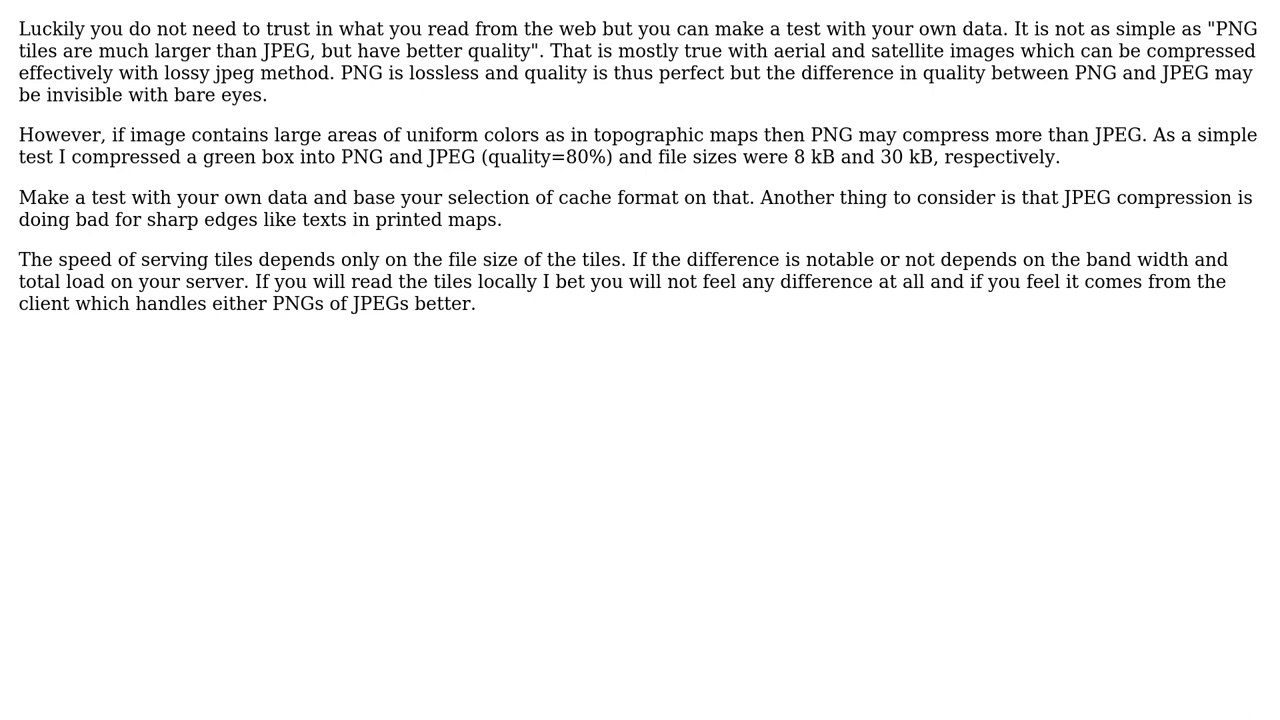 Luckily you do not need to trust in what you read from the web but you can make a test with your own data. It is not as simple as "PNG
tiles are much larger than JPEG, but have better quality". That is mostly true with aerial and satellite images which can be compressed
effectively with lossy jpeg method. PNG is lossless and quality is thus perfect but the difference in quality between PNG and JPEG may
be invisible with bare eyes.
However, if image contains large areas of uniform colors as in topographic maps then PNG may compress more than JPEG. As a simple
test I compressed a green box into PNG and JPEG (quality=80%) and file sizes were 8 kB and 30 kB, respectively.
Make a test with your own data and base your selection of cache format on that. Another thing to consider is that JPEG compression is
doing bad for sharp edges like texts in printed maps.
The speed of serving tiles depends only on the file size of the tiles. If the difference is notable or not depends on the band width and
total load on your server. If you will read the tiles locally I bet you will not feel any difference at all and if you feel it comes from the
client which handles either PNGs of JPEGs better.